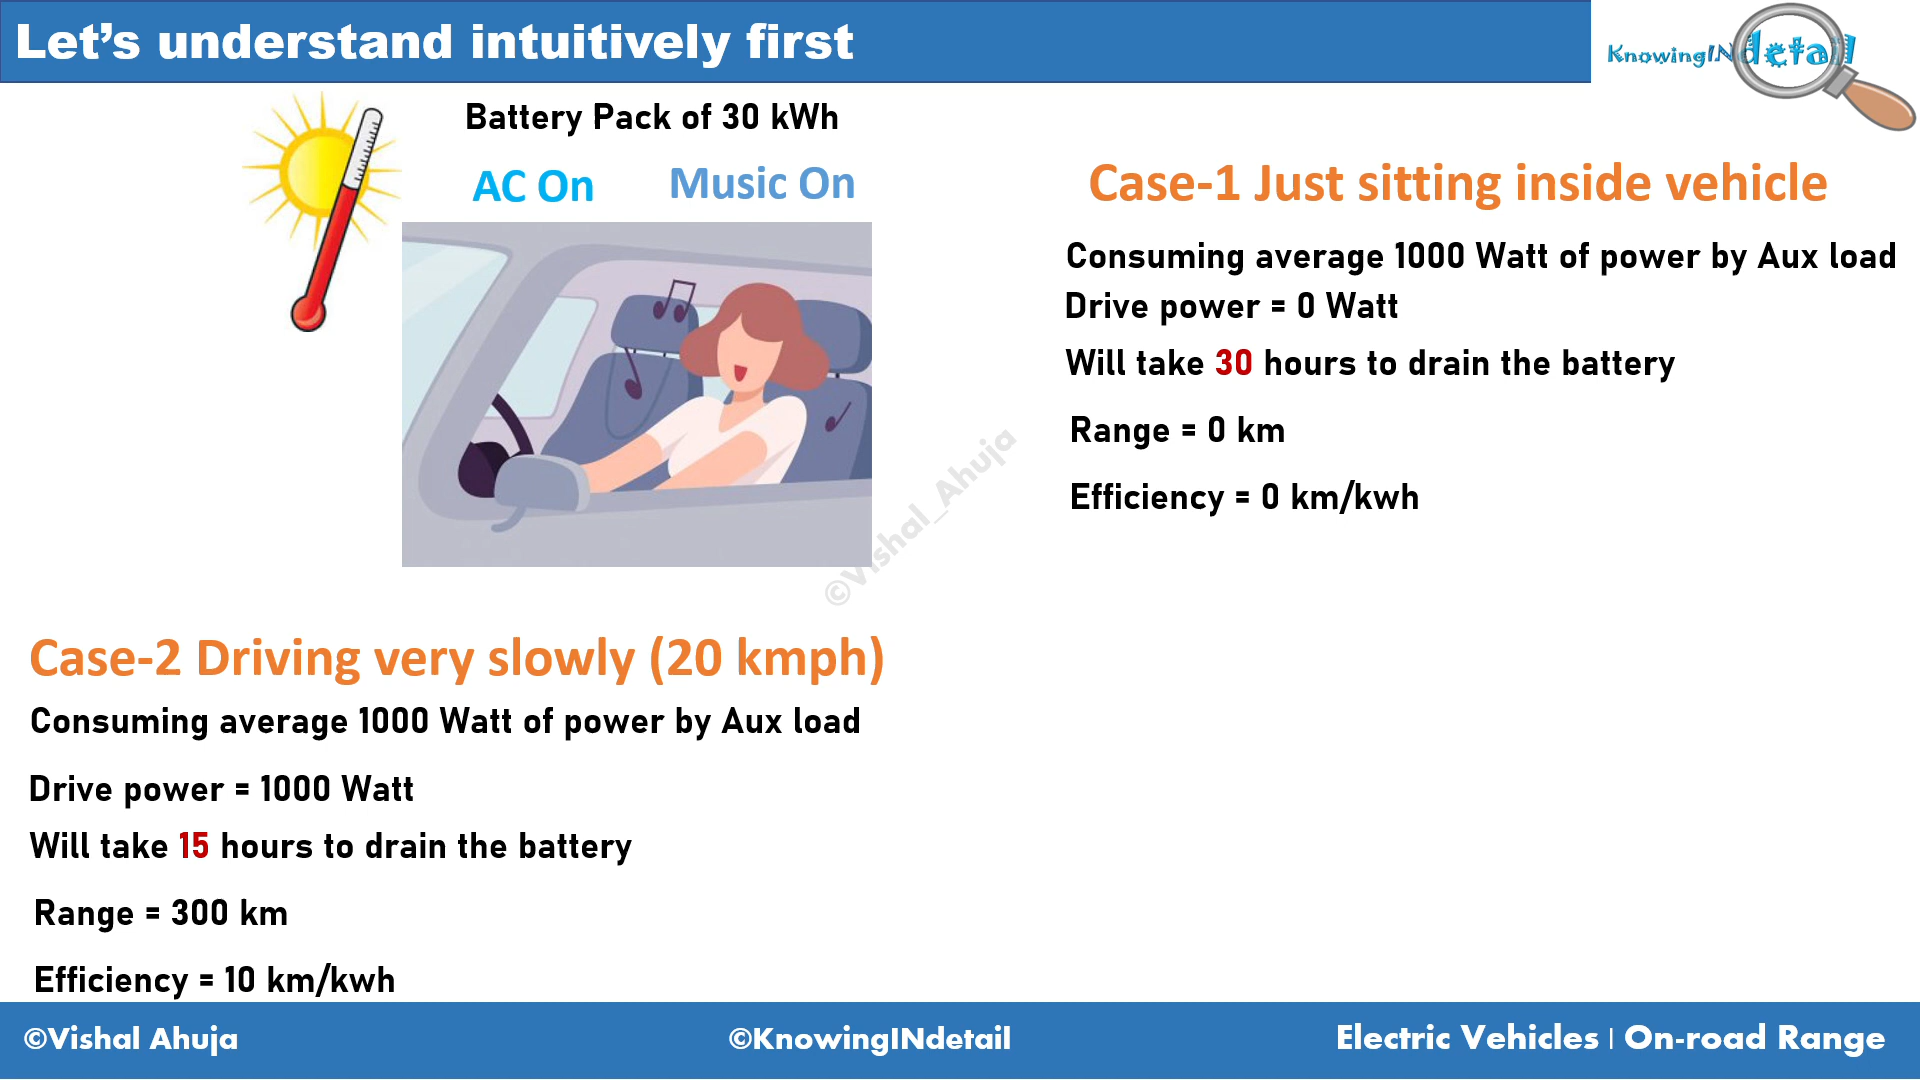 Let's understand intuitively first
KnowingINdetail
Battery Pack of 30 kWh
AC On
Music On
Case-1 Just sitting inside vehicle
Consuming average 1000 Watt of power by Aux load
Drive power = 0 Watt
Will take 30 hours to drain the battery
Range = 0 km
Efficiency = 0 km/kwh
©Vishal_Ahuja
Case-2 Driving very slowly (20 kmph)
Consuming average 1000 Watt of power by Aux load
Drive power = 1000 Watt
Will take 15 hours to drain the battery
Range = 300 km
Efficiency = 10 km/kwh
©Vishal Ahuja
©KnowingINdetail
Electric Vehicles | On-road Range